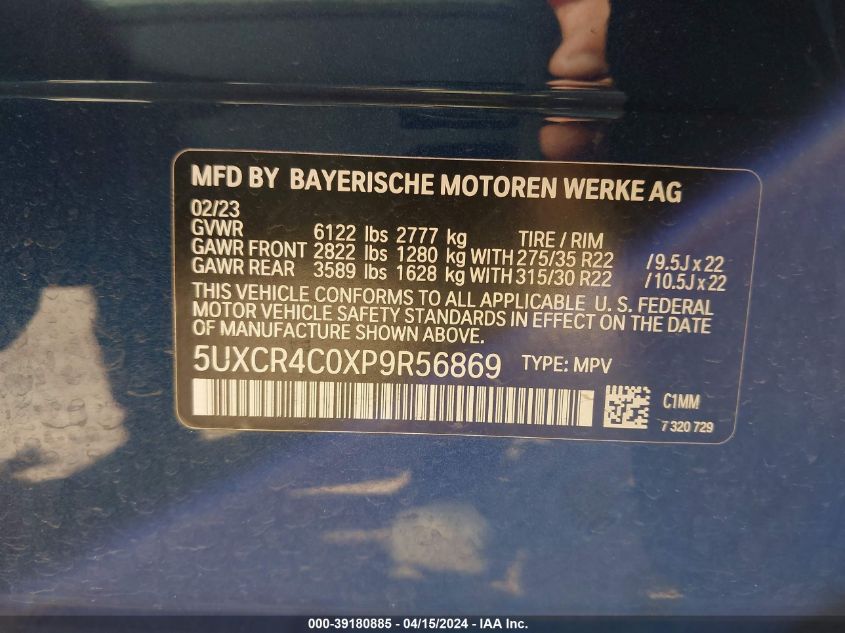 MFD BY BAYERISCHE MOTOREN WERKE AG
02/23
GVWR 6122 lbs 2777 kg TIRE / RIM
GAWR FRONT 2822 lbs 1280 kg WITH 275/35 R22 / 9.5J x 22
GAWR REAR 3589 lbs 1628 kg WITH 315/30 R22 / 10.5J x 22
THIS VEHICLE CONFORMS TO ALL APPLICABLE U. S. FEDERAL
MOTOR VEHICLE SAFETY STANDARDS IN EFFECT ON THE DATE
OF MANUFACTURE SHOWN ABOVE.
5UXCR4C0XP9R56869 TYPE: MPV
C1MM
7 320 729
000-39180885 - 04/15/2024 - IAA Inc.